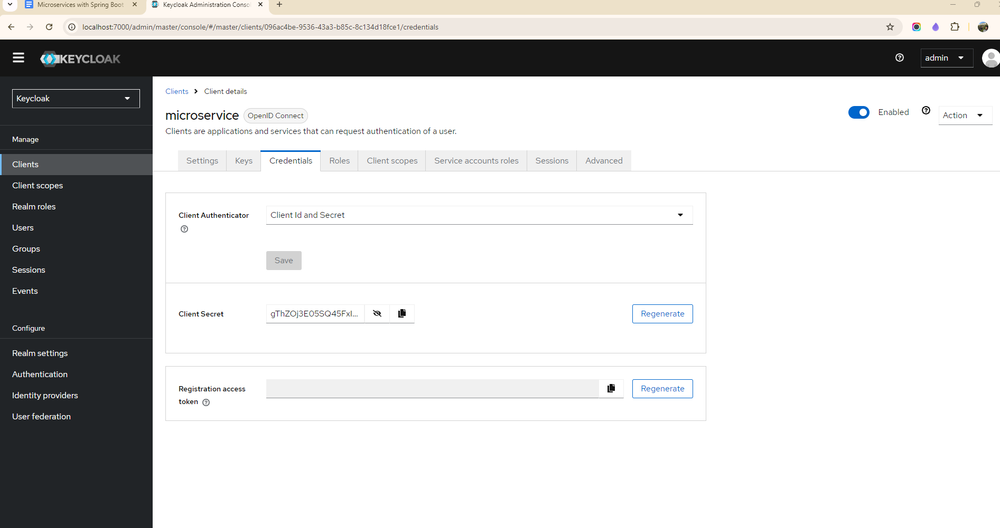 Microservices with Spring Boot
Keycloak Administration Conso
localhost:7000/admin/master/console/#/master/clients/096ac4be-9536-43a3-b85c-8c134d18fce1/credentials
KEYCLOAK
admin
Keycloak
Manage
Clients
Client scopes
Realm roles
Users
Groups
Sessions
Events
Configure
Realm settings
Authentication
Identity providers
User federation
Clients > Client details
microservice OpenID Connect
Enabled
Action
Clients are applications and services that can request authentication of a user.
Settings Keys Credentials Roles Client scopes Service accounts roles Sessions Advanced
Client Authenticator
Client Id and Secret
Save
Client Secret gThZOj3E05SQ45FxI... Regenerate
Registration access token
Regenerate